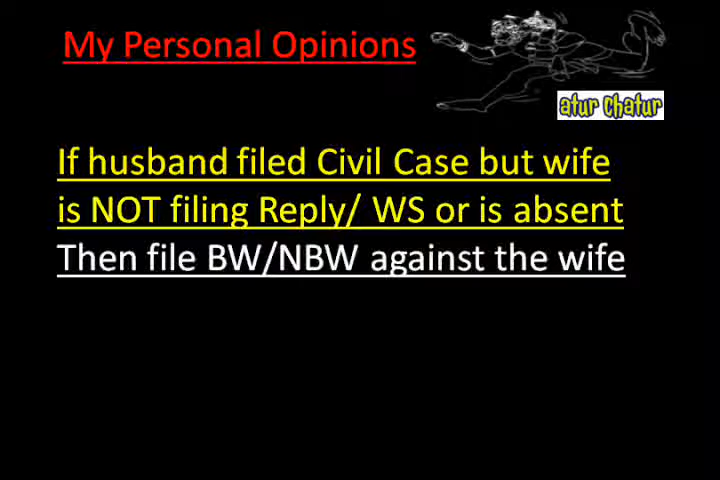 My Personal Opinions
atur chatur
If husband filed Civil Case but wife
is NOT filing Reply/ WS or is absent
Then file BW/NBW against the wife